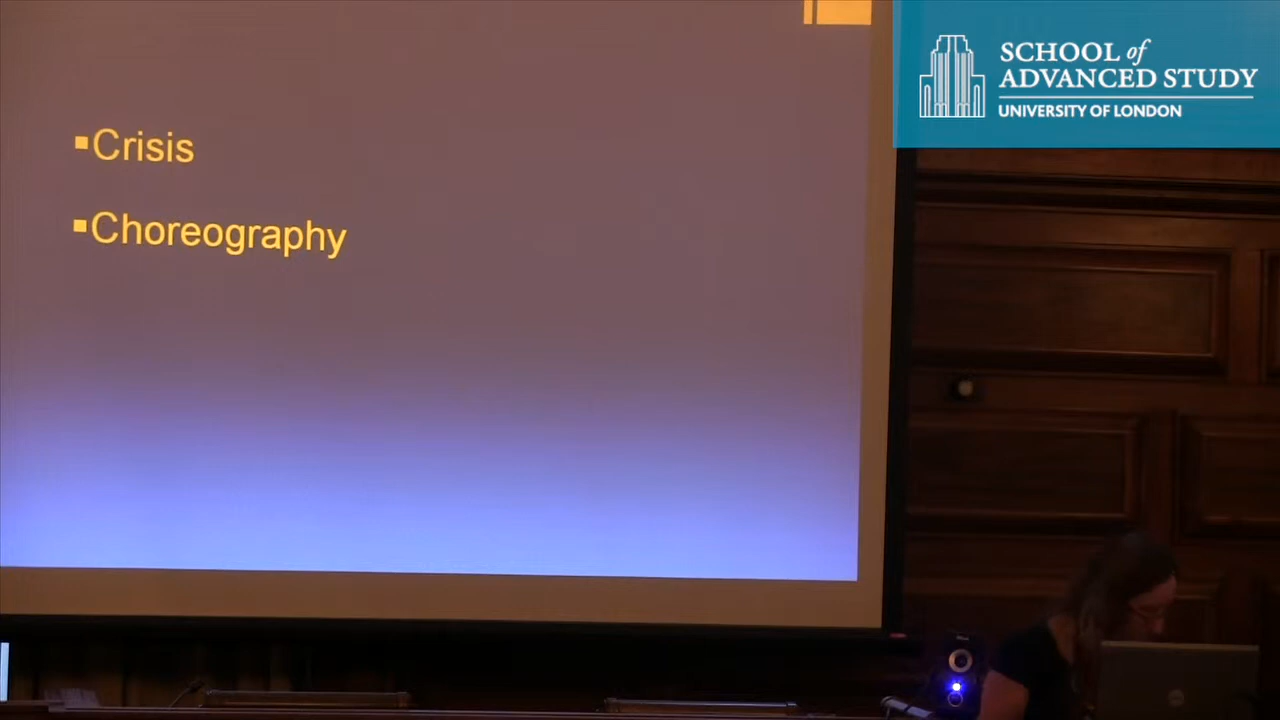 ▪Crisis
▪Choreography
SCHOOL of
ADVANCED STUDY
UNIVERSITY OF LONDON